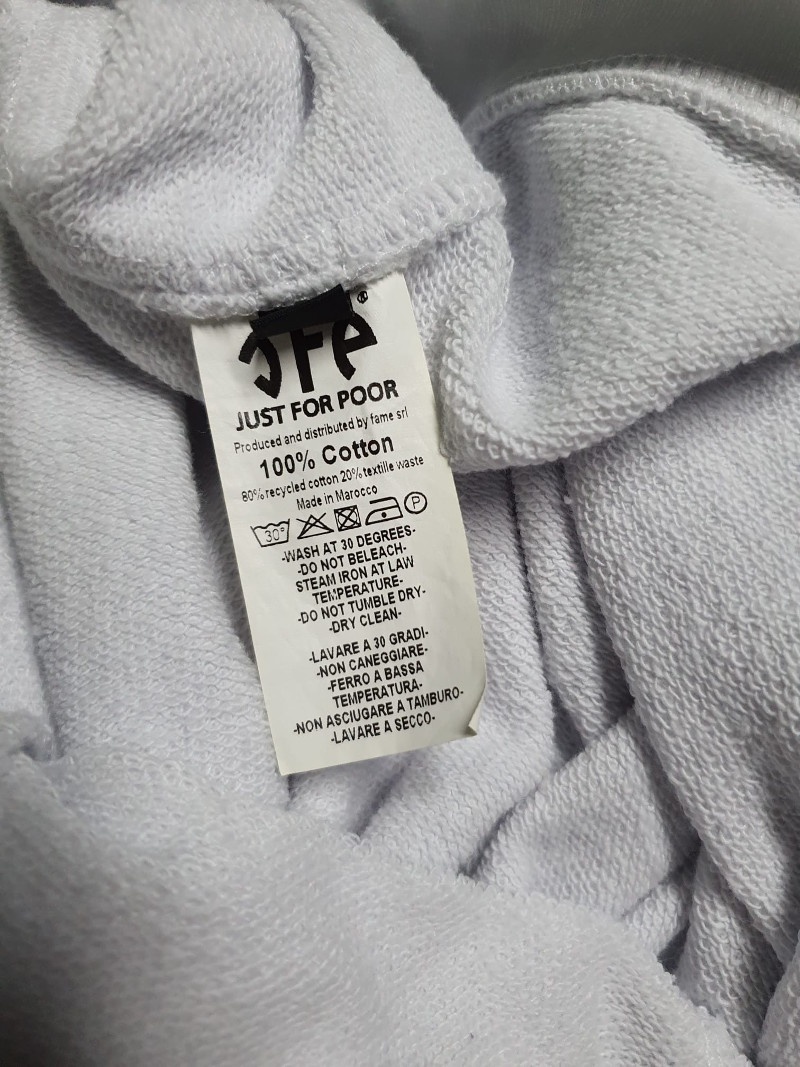 JFP®
JUST FOR POOR
Produced and distributed by fame srl
100% Cotton
80% recycled cotton 20% textille waste
Made in Marocco
30° P
-WASH AT 30 DEGREES-
-DO NOT BELEACH-
STEAM IRON AT LAW
TEMPERATURE-
-DO NOT TUMBLE DRY-
-DRY CLEAN-
-LAVARE A 30 GRADI-
-NON CANEGGIARE-
-FERRO A BASSA
TEMPERATURA-
-NON ASCIUGARE A TAMBURO-
-LAVARE A SECCO-